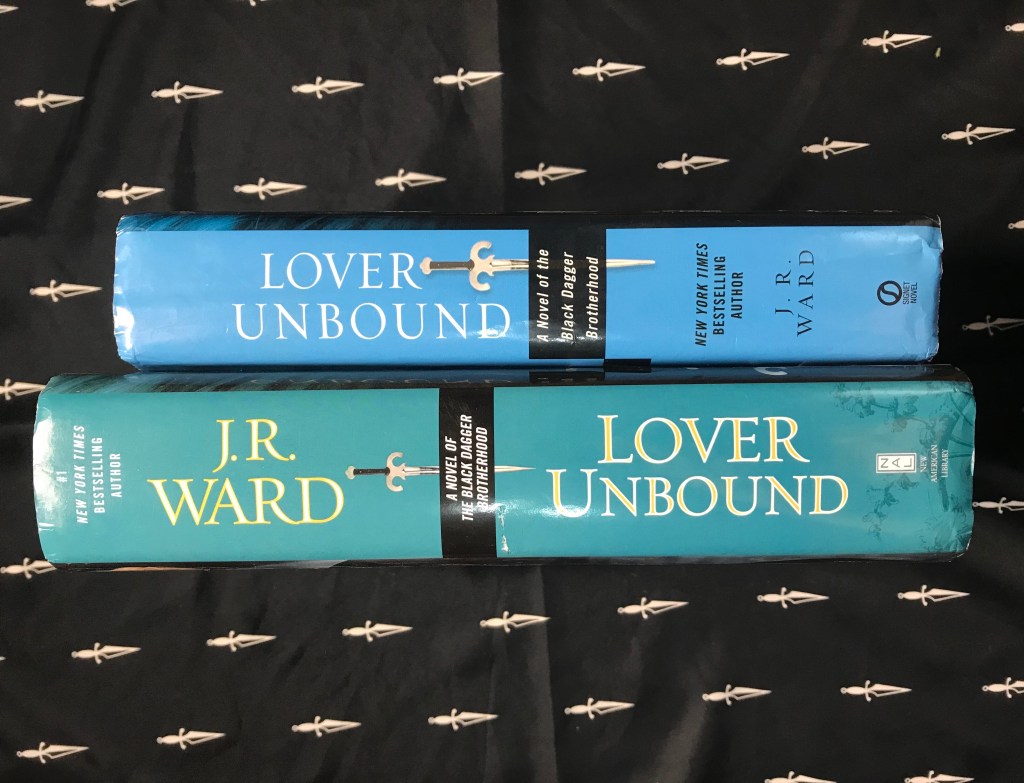 LOVER
UNBOUND
A Novel of the
Black Dagger
Brotherhood
NEW YORK TIMES
BESTSELLING
AUTHOR
J. R.
WARD
SIGNET
NOVEL
#1
NEW YORK TIMES
BESTSELLING
AUTHOR
J.R.
WARD
A NOVEL OF
THE BLACK DAGGER
BROTHERHOOD
LOVER
UNBOUND
NAL
NEW
AMERICAN
LIBRARY